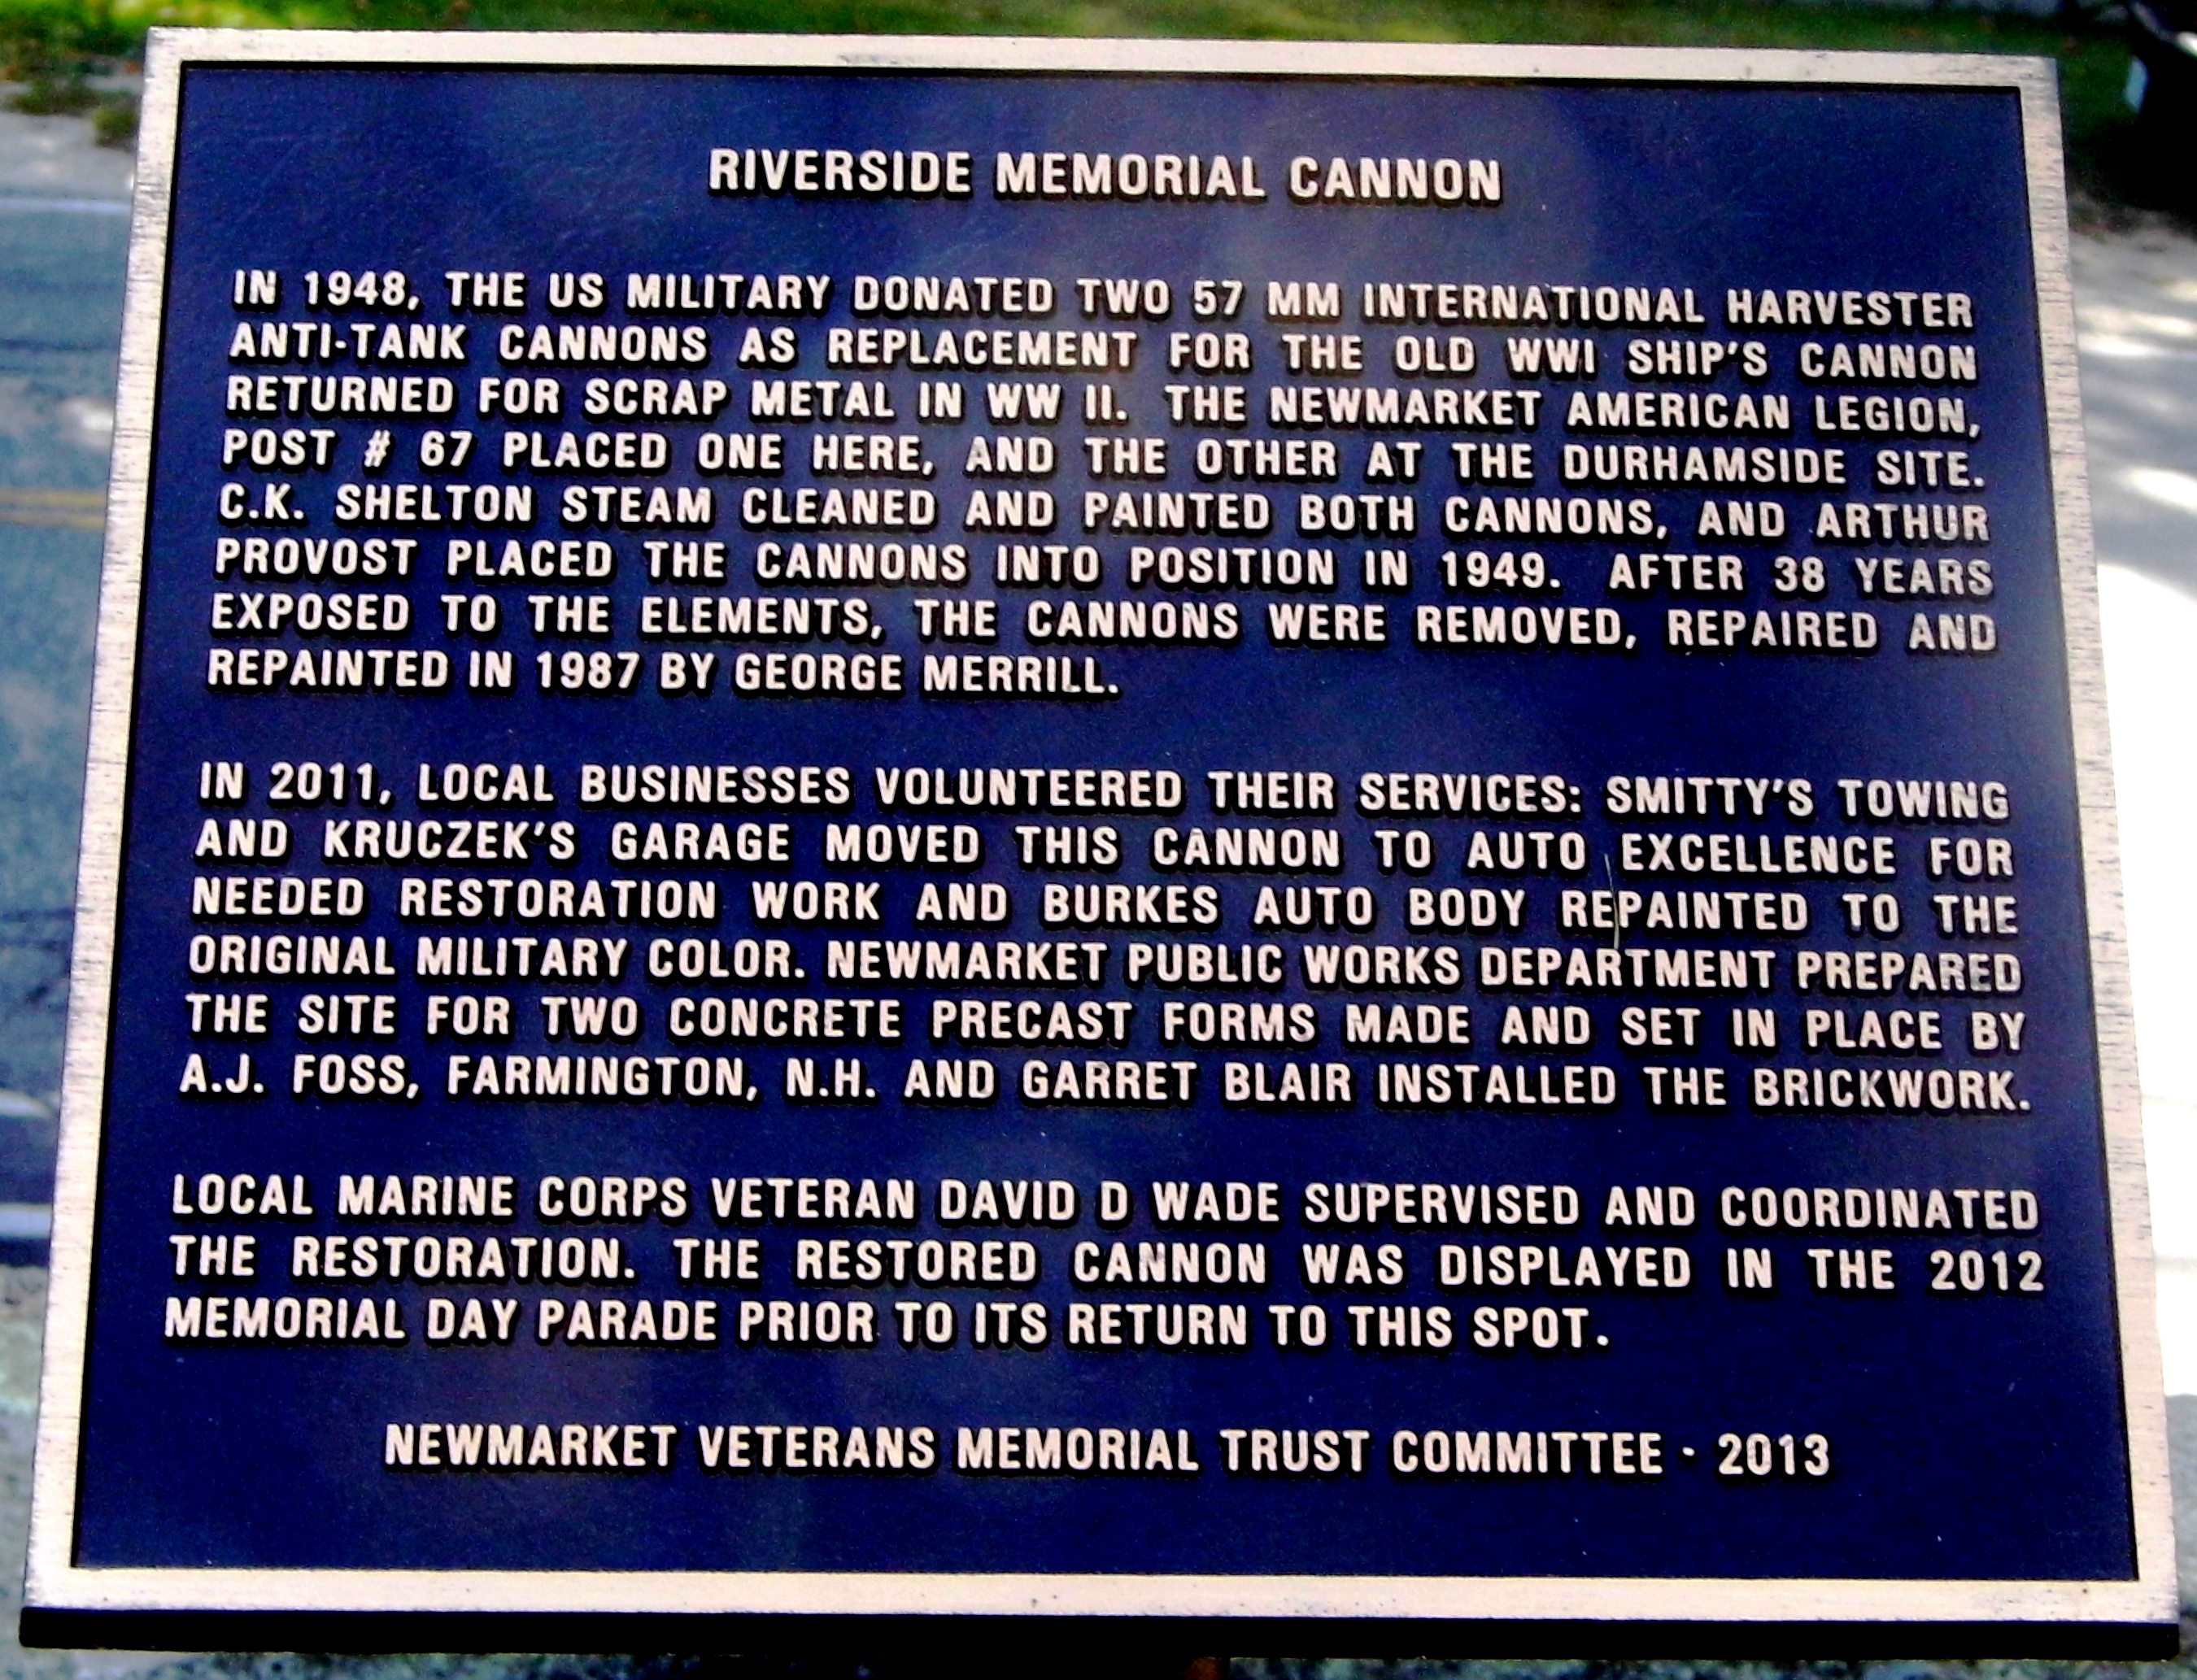 RIVERSIDE MEMORIAL CANNON
IN 1948, THE US MILITARY DONATED TWO 57 MM INTERNATIONAL HARVESTER
ANTI-TANK CANNONS AS REPLACEMENT FOR THE OLD WWI SHIP'S CANNON
RETURNED FOR SCRAP METAL IN WW II. THE NEWMARKET AMERICAN LEGION,
POST # 67 PLACED ONE HERE, AND THE OTHER AT THE DURHAMSIDE SITE.
C.K. SHELTON STEAM CLEANED AND PAINTED BOTH CANNONS, AND ARTHUR
PROVOST PLACED THE CANNONS INTO POSITION IN 1949. AFTER 38 YEARS
EXPOSED TO THE ELEMENTS, THE CANNONS WERE REMOVED, REPAIRED AND
REPAINTED IN 1987 BY GEORGE MERRILL.
IN 2011, LOCAL BUSINESSES VOLUNTEERED THEIR SERVICES: SMITTY'S TOWING
AND KRUCZEK'S GARAGE MOVED THIS CANNON TO AUTO EXCELLENCE FOR
NEEDED RESTORATION WORK AND BURKES AUTO BODY REPAINTED TO THE
ORIGINAL MILITARY COLOR. NEWMARKET PUBLIC WORKS DEPARTMENT PREPARED
THE SITE FOR TWO CONCRETE PRECAST FORMS MADE AND SET IN PLACE BY
A.J. FOSS, FARMINGTON, N.H. AND GARRET BLAIR INSTALLED THE BRICKWORK.
LOCAL MARINE CORPS VETERAN DAVID D WADE SUPERVISED AND COORDINATED
THE RESTORATION. THE RESTORED CANNON WAS DISPLAYED IN THE 2012
MEMORIAL DAY PARADE PRIOR TO ITS RETURN TO THIS SPOT.
NEWMARKET VETERANS MEMORIAL TRUST COMMITTEE · 2013